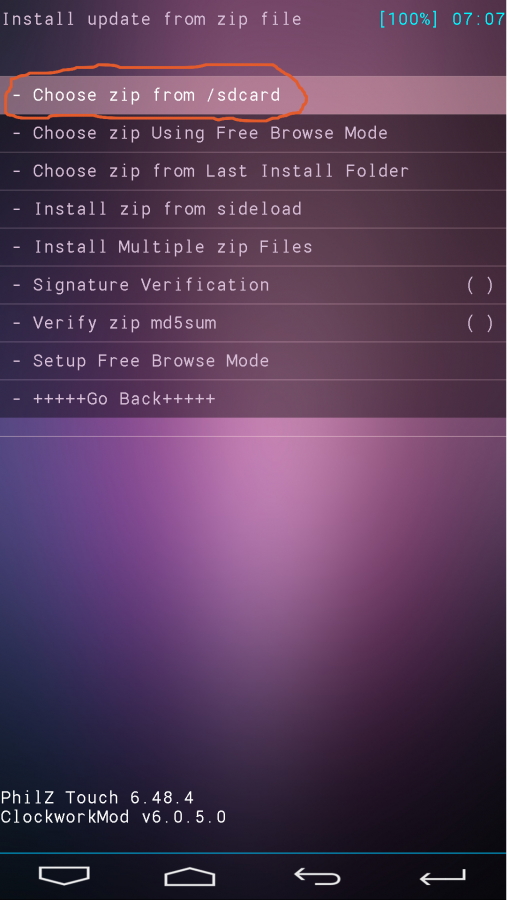 Install update from zip file [100%] 07:07
- Choose zip from /sdcard
- Choose zip Using Free Browse Mode
- Choose zip from Last Install Folder
- Install zip from sideload
- Install Multiple zip Files
- Signature Verification ( )
- Verify zip md5sum ( )
- Setup Free Browse Mode
- +++++Go Back+++++
PhilZ Touch 6.48.4
ClockworkMod v6.0.5.0